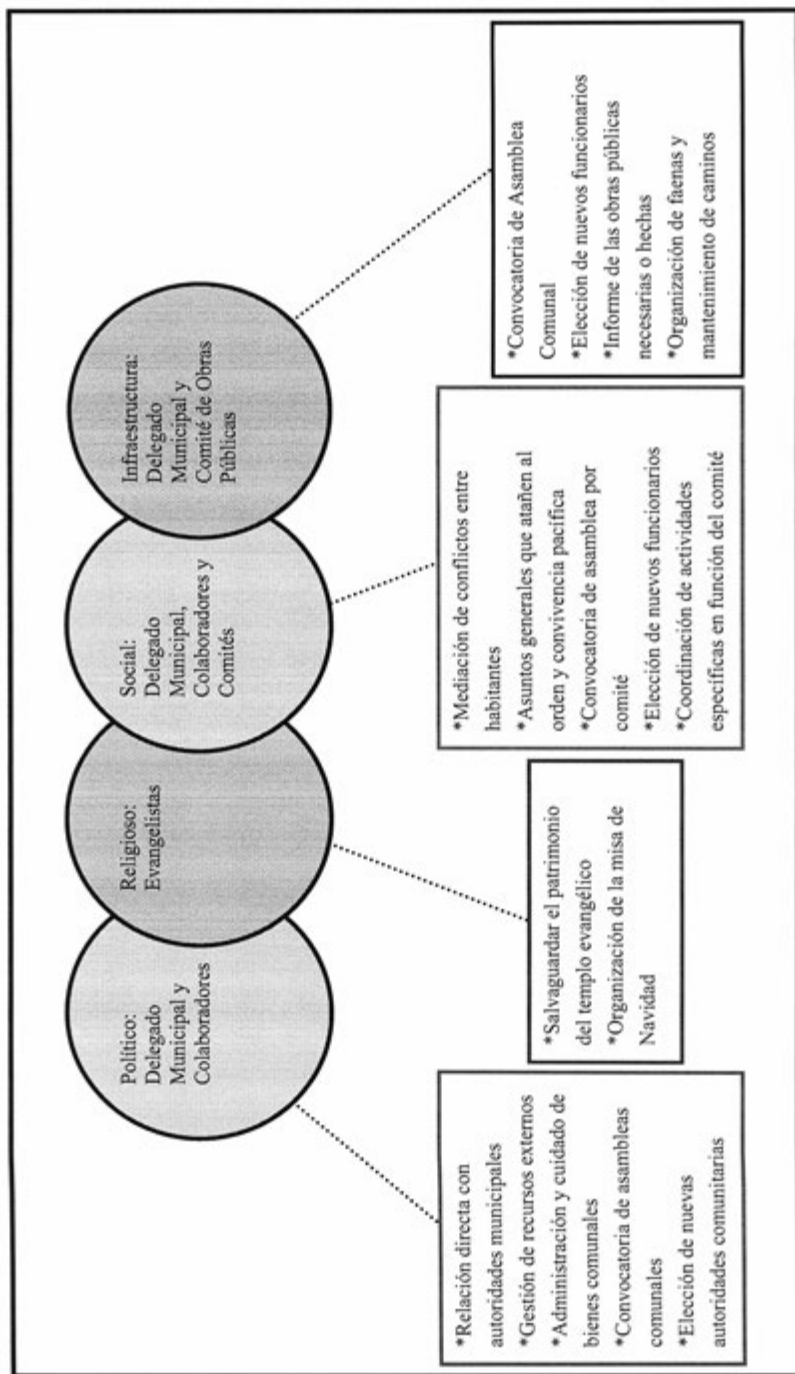 Político:
Delegado
Municipal y
Colaboradores
Religioso:
Evangelistas
Social:
Delegado
Municipal,
Colaboradores y
Comités
Infraestructura:
Delegado
Municipal y
Comité de Obras
Públicas
*Relación directa con
autoridades municipales
*Gestión de recursos externos
*Administración y cuidado de
bienes comunales
*Convocatoria de asambleas
comunales
*Elección de nuevas
autoridades comunitarias
*Salvaguardar el patrimonio
del templo evangélico
*Organización de la misa de
Navidad
*Mediación de conflictos entre
habitantes
*Asuntos generales que atañen al
orden y convivencia pacífica
*Convocatoria de asamblea por
comité
*Elección de nuevos funcionarios
*Coordinación de actividades
específicas en función del comité
*Convocatoria de Asamblea
Comunal
*Elección de nuevos funcionarios
*Informe de las obras públicas
necesarias o hechas
*Organización de faenas y
mantenimiento de caminos